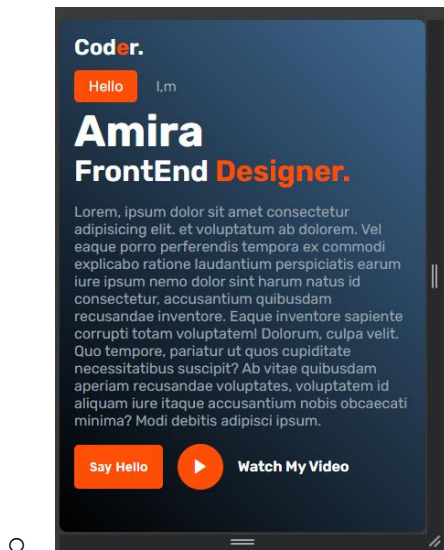 Coder.
Hello I,m
Amira
FrontEnd Designer.
Lorem, ipsum dolor sit amet consectetur
adipisicing elit. et voluptatum ab dolorem. Vel
eaque porro perferendis tempora ex commodi
explicabo ratione laudantium perspiciatis earum
iure ipsum nemo dolor sint harum natus id
consectetur, accusantium quibusdam
recusandae inventore. Eaque inventore sapiente
corrupti totam voluptatem! Dolorum, culpa velit.
Quo tempore, pariatur ut quos cupiditate
necessitatibus suscipit? Ab vitae quibusdam
aperiam recusandae voluptates, voluptatem id
aliquam iure itaque accusantium nobis obcaecati
minima? Modi debitis adipisci ipsum.
Say Hello Watch My Video